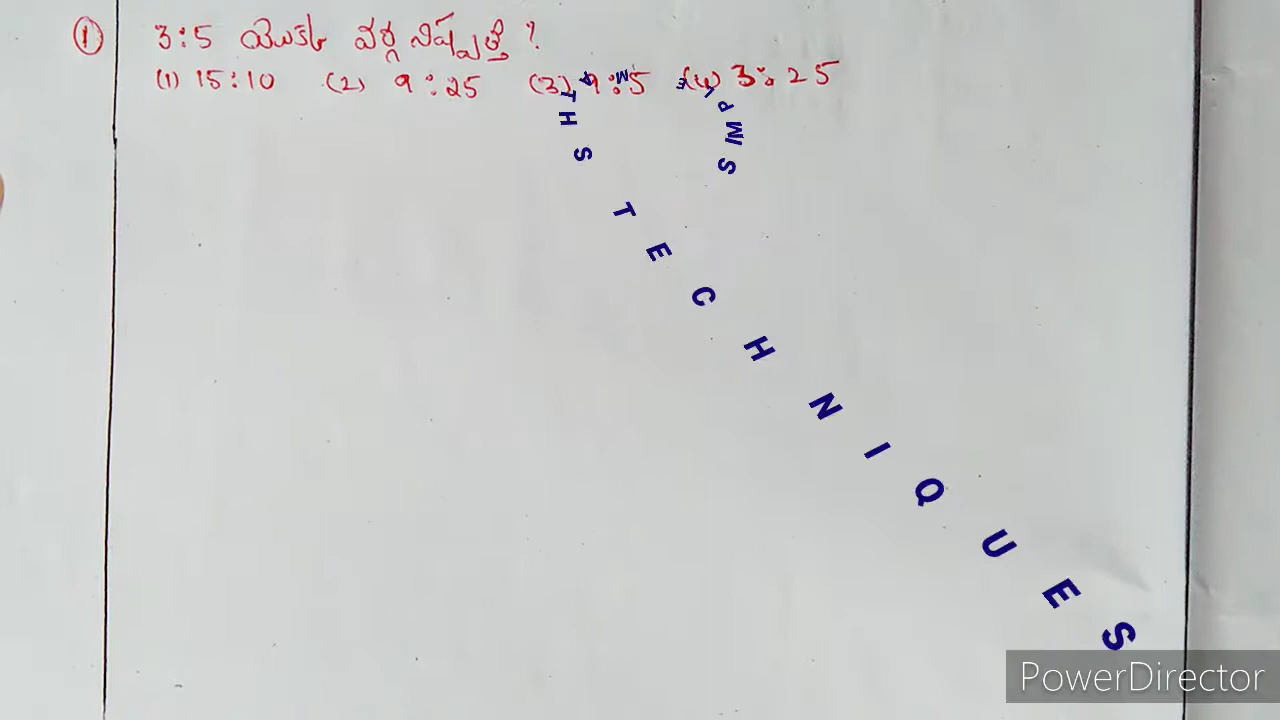 ① 3:5 యొక్క వర్గ నిష్పత్తి ?
(1) 15:10 (2) 9:25 (3) 9:5 (4) 3:25
SIMPLE MATHS TECHNIQUES
PowerDirector